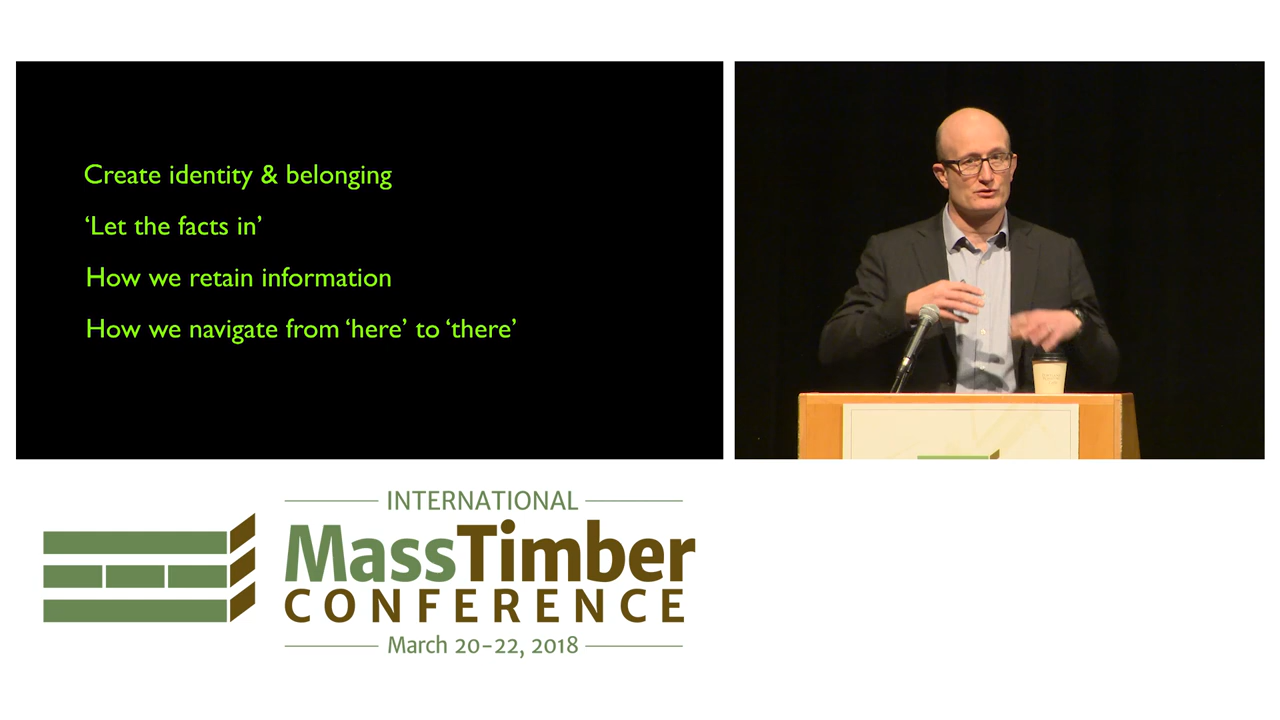 Create identity & belonging
‘Let the facts in’
How we retain information
How we navigate from ‘here’ to ‘there’
INTERNATIONAL
MassTimber
CONFERENCE
March 20–22, 2018